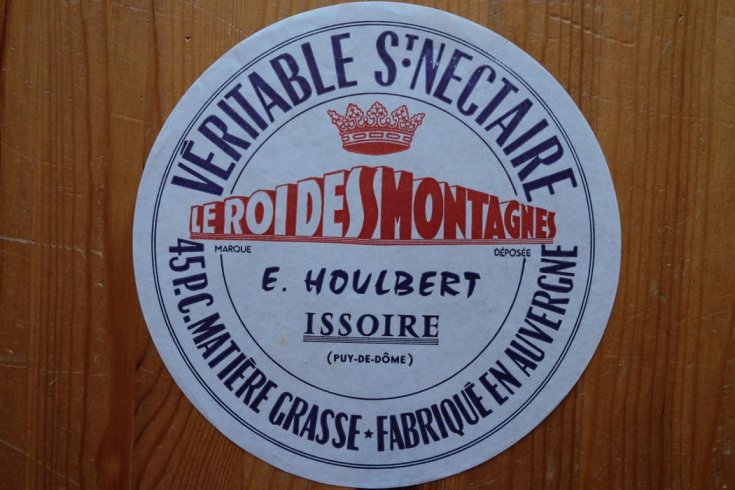 VÉRITABLE ST. NECTAIRE
LE ROI DES MONTAGNES
MARQUE DÉPOSÉE
E. HOULBERT
ISSOIRE
(PUY-DE-DÔME)
45 P.C. MATIÈRE GRASSE ★ FABRIQUÉ EN AUVERGNE